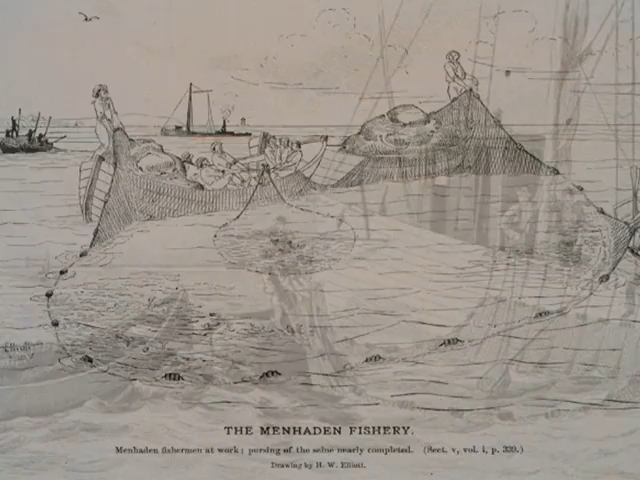 THE MENHADEN FISHERY.
Menhaden fishermen at work; pursing of the seine nearly completed. (Sect. v, vol. i, p. 339.)
Drawing by H. W. Elliott.